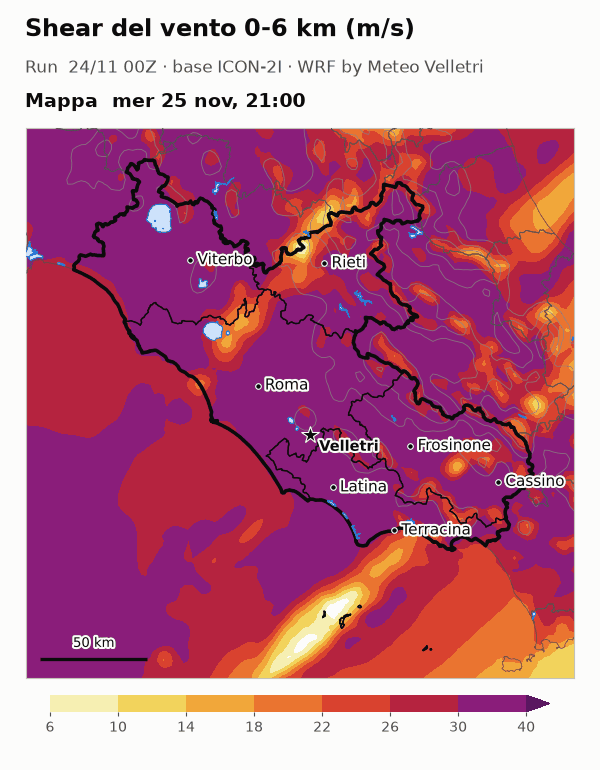 Shear del vento 0-6 km (m/s)
Run  24/11 00Z · base ICON-2I · WRF by Meteo Velletri
Mappa  mer 25 nov, 21:00
Viterbo
Rieti
Roma
Velletri
Frosinone
Latina
Cassino
Terracina
50 km
6 10 14 18 22 26 30 40